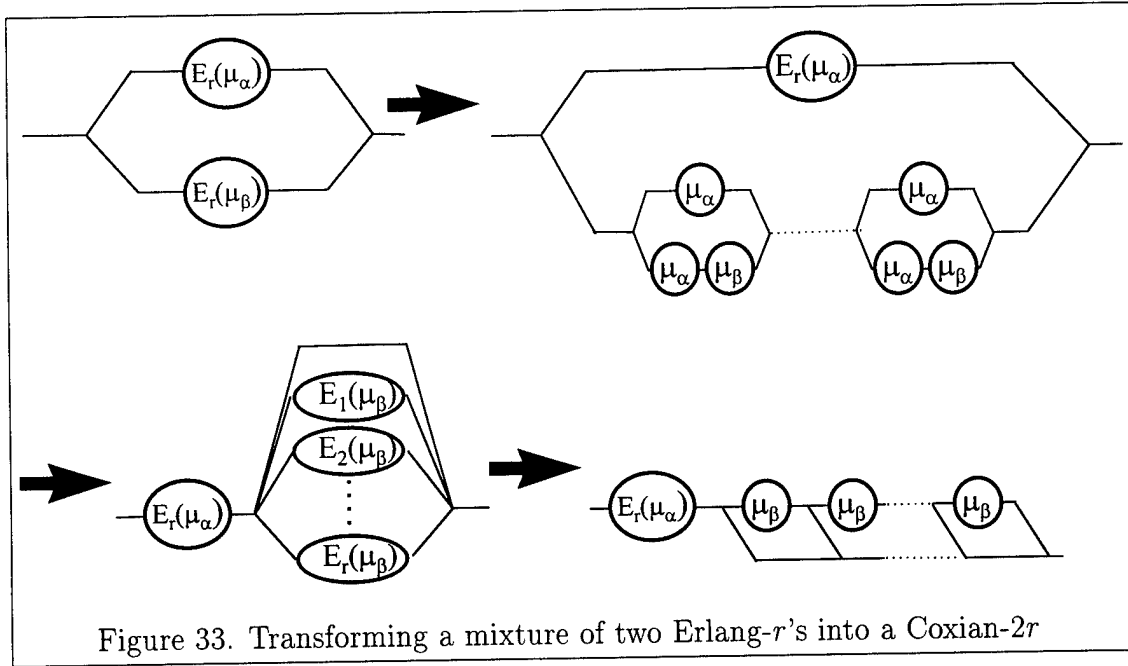 E_r(μ_α)
E_r(μ_β)
E_r(μ_α)
μ_α
μ_α μ_β
μ_α
μ_α μ_β
E_r(μ_α)
E_1(μ_β)
E_2(μ_β)
E_r(μ_β)
E_r(μ_α)
μ_β
μ_β
μ_β
Figure 33. Transforming a mixture of two Erlang-r's into a Coxian-2r